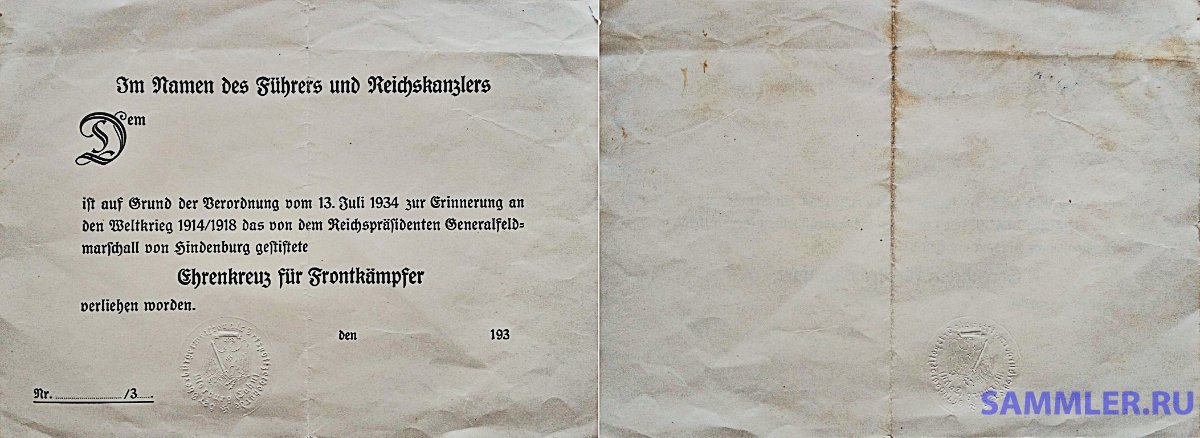 Im Namen des Führers und Reichskanzlers
Dem
ist auf Grund der Verordnung vom 13. Juli 1934 zur Erinnerung an
den Weltkrieg 1914/1918 das von dem Reichspräsidenten Generalfeld-
marschall von Hindenburg gestiftete
Ehrenkreuz für Frontkämpfer
verliehen worden.
den 193
Nr. /3
SAMMLER.RU